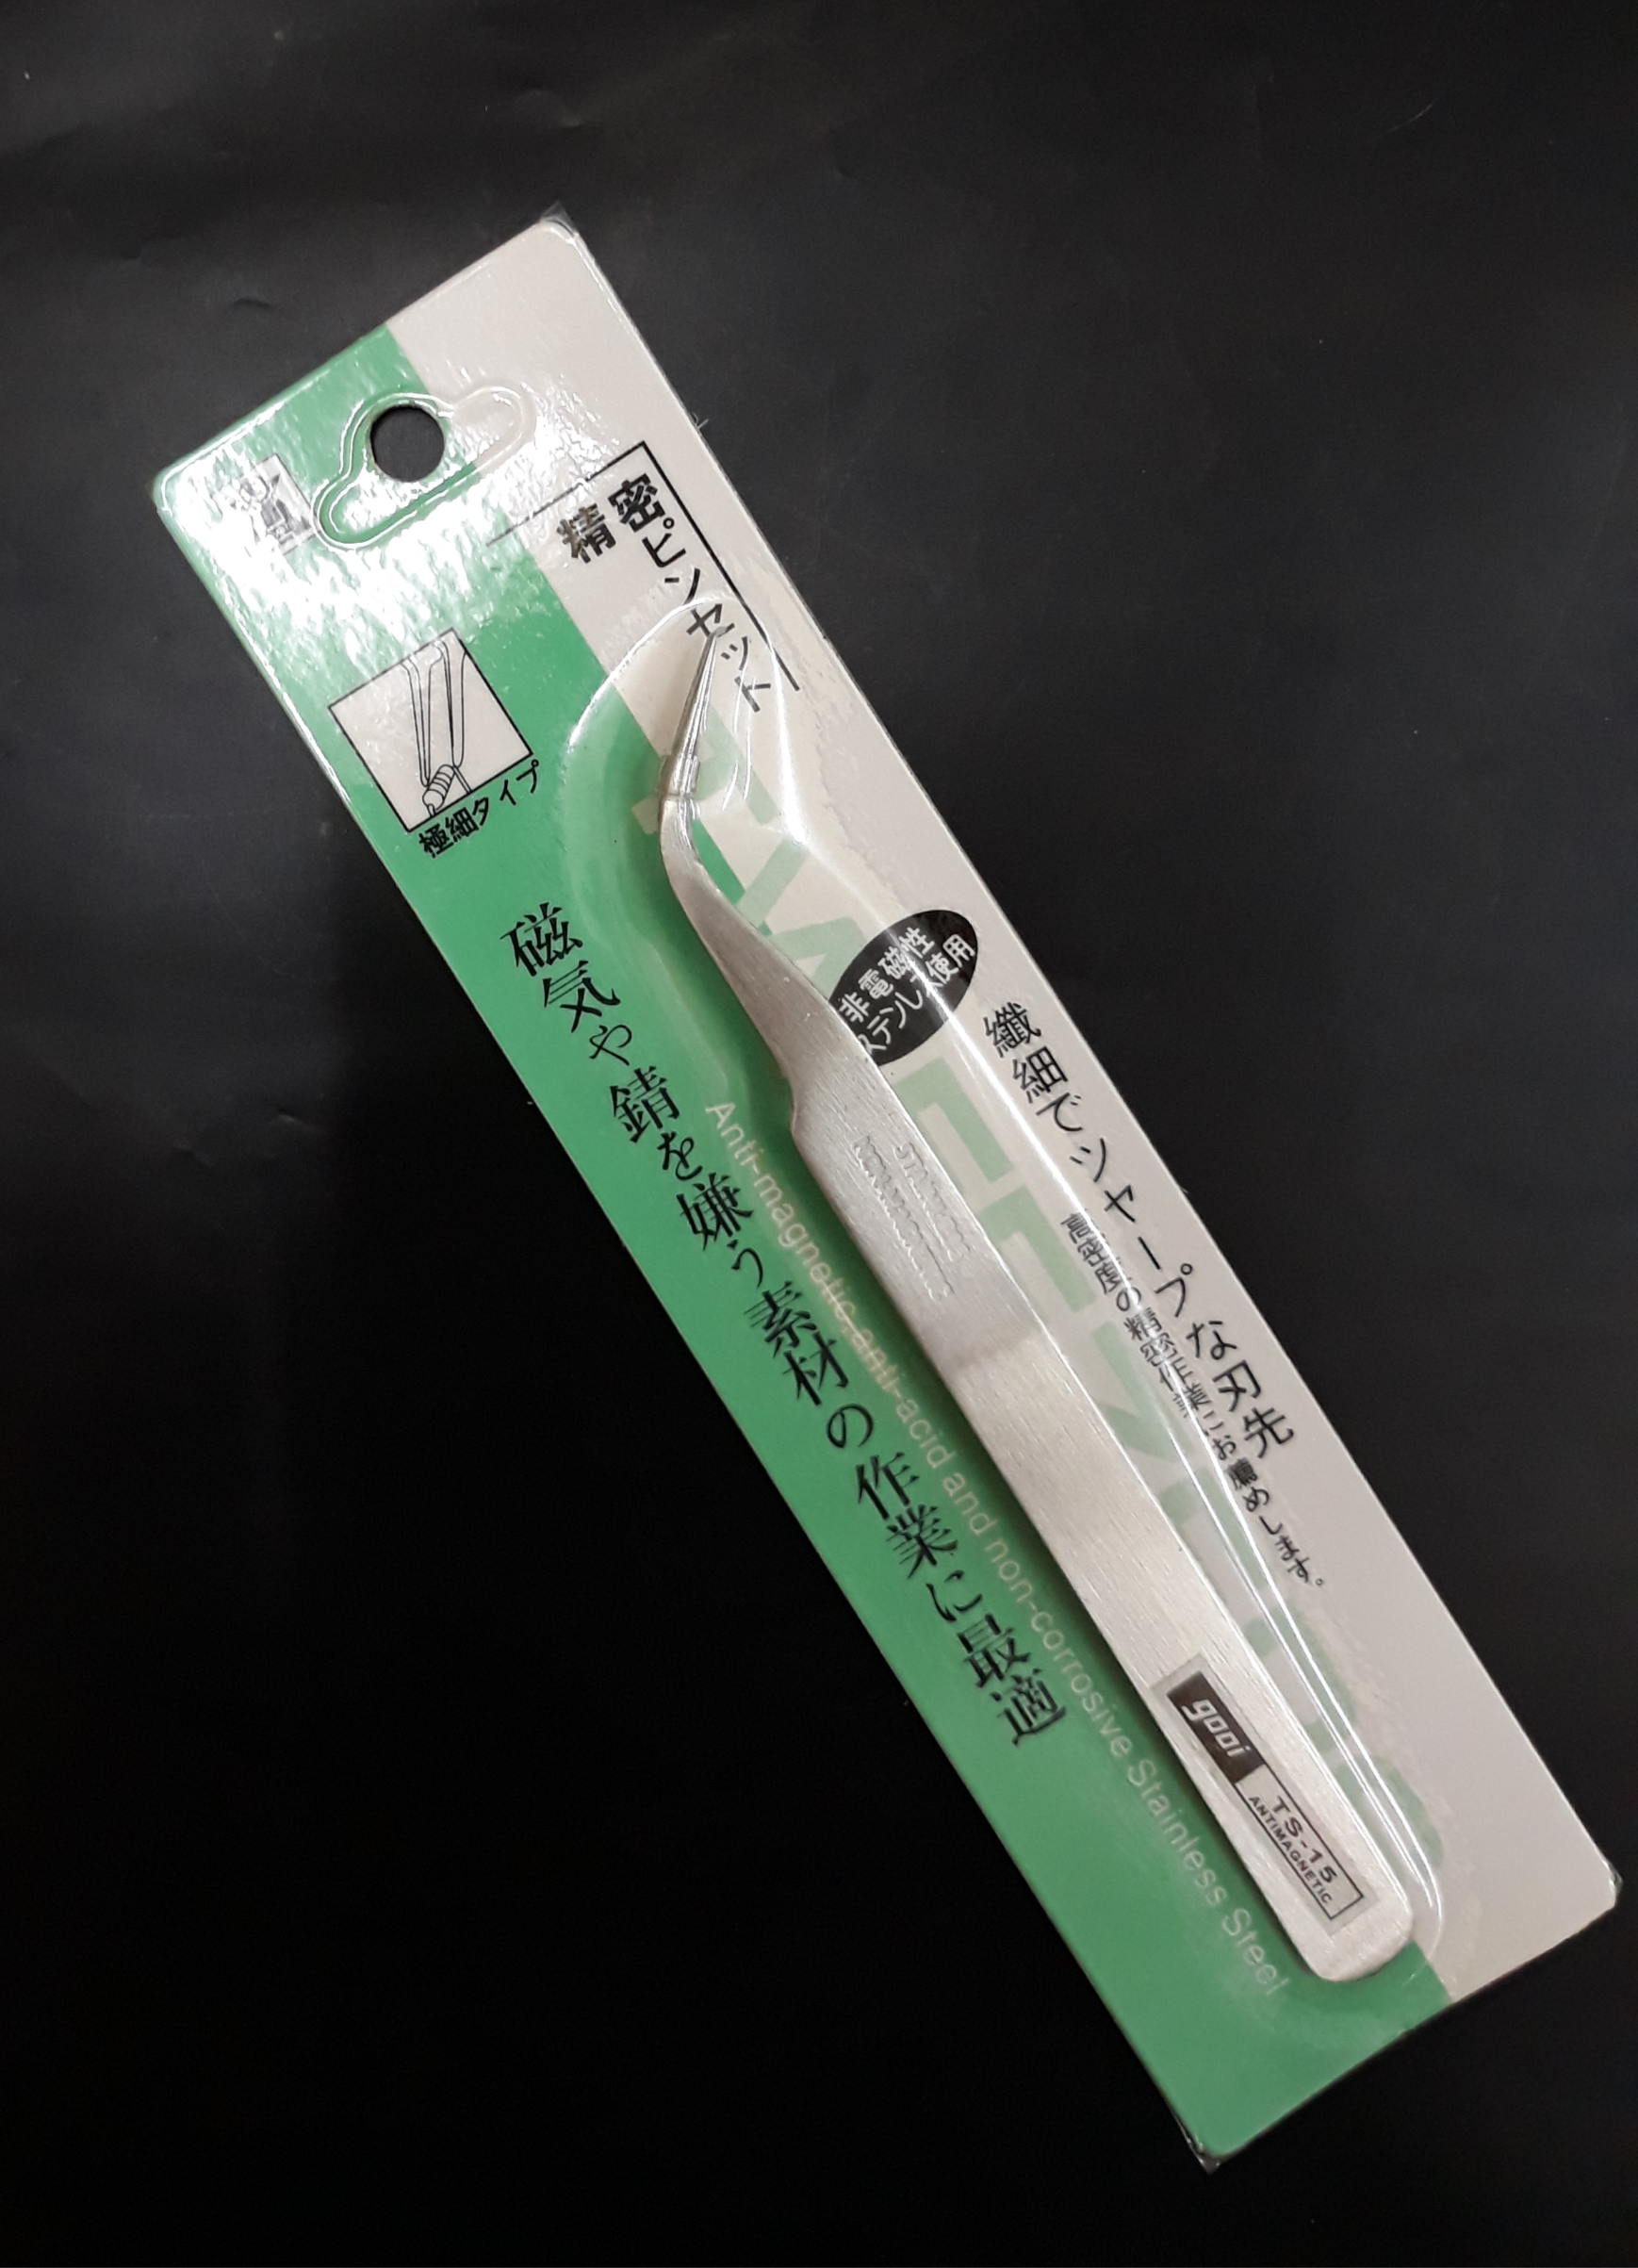 精密ピンセット
極細タイプ
非電磁性
ステンレス使用
繊細でシャープな刃先
高密度の精密作業にお薦めします。
磁気や錆を嫌う素材の作業に最適
Anti-magnetic, anti-acid and non-corrosive Stainless Steel
STAINLESS
gooi
TS-15
ANTIMAGNETIC